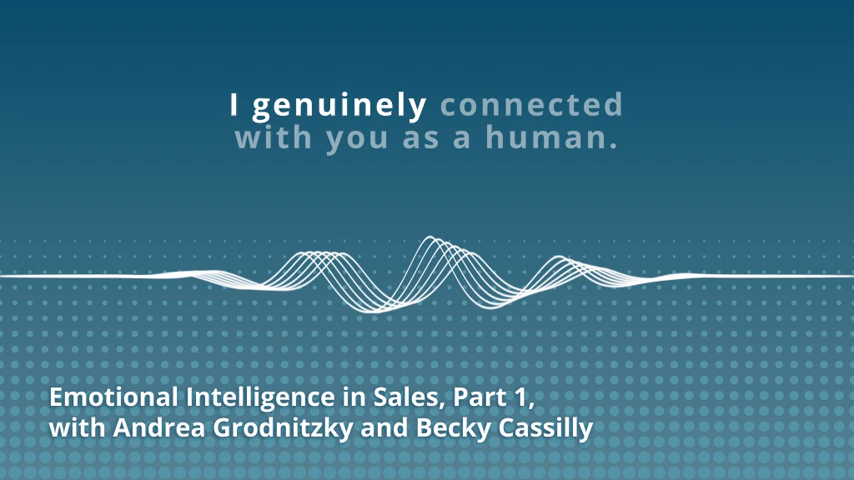 I genuinely connected
with you as a human.
Emotional Intelligence in Sales, Part 1,
with Andrea Grodnitzky and Becky Cassilly